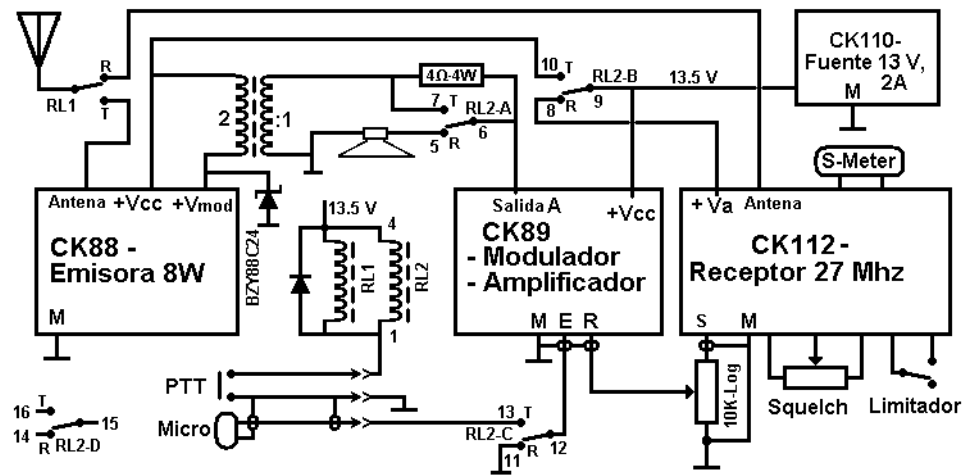 R
RL1
T
2
:1
4Ω-4W
7 T
RL2-A
5 R 6
10 T
RL2-B
8 R 9
13.5 V
CK110-
Fuente 13 V,
2A
M
S-Meter
Antena +Vcc +Vmod
CK88 -
Emisora 8W
M
BZY88C24
13.5 V
4
RL1
RL2
1
Salida A
+Vcc
CK89
- Modulador
- Amplificador
M E R
+Va Antena
CK112-
Receptor 27 Mhz
S M
10K-Log
Squelch
Limitador
PTT
Micro
13 T
RL2-C
12
11 R
16 T
15
14 R RL2-D